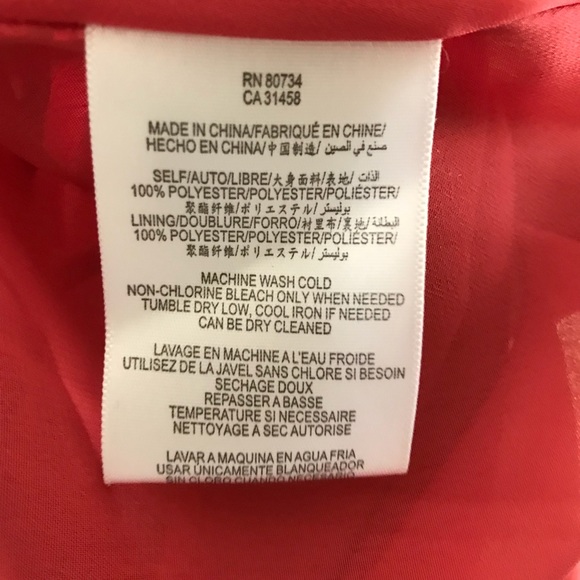 RN 80734
CA 31458
MADE IN CHINA/FABRIQUÉ EN CHINE/
HECHO EN CHINA/中国制造/ صنع في الصين
SELF/AUTO/LIBRE/大身面料/表地/ الذات
100% POLYESTER/POLYESTER/POLIÉSTER/
聚酯纤维/ポリエステル/ بوليستر
LINING/DOUBLURE/FORRO/衬里布/裏地/ البطانة
100% POLYESTER/POLYESTER/POLIÉSTER/
聚酯纤维/ポリエステル/ بوليستر
MACHINE WASH COLD
NON-CHLORINE BLEACH ONLY WHEN NEEDED
TUMBLE DRY LOW, COOL IRON IF NEEDED
CAN BE DRY CLEANED
LAVAGE EN MACHINE A L'EAU FROIDE
UTILISEZ DE LA JAVEL SANS CHLORE SI BESOIN
SECHAGE DOUX
REPASSER A BASSE
TEMPERATURE SI NECESSAIRE
NETTOYAGE A SEC AUTORISE
LAVAR A MAQUINA EN AGUA FRIA
USAR ÚNICAMENTE BLANQUEADOR
SIN CLORO CUANDO NECESARIO